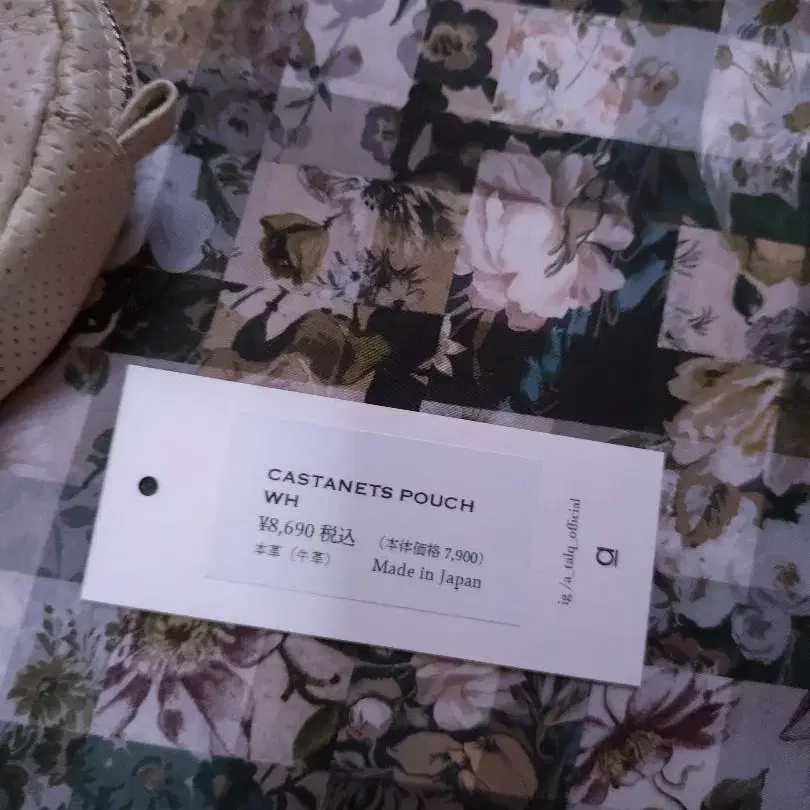 CASTANETS POUCH
WH
¥8,690 税込 （本体価格 7,900）
本革（牛革） Made in Japan
ig /a_talq_official
a